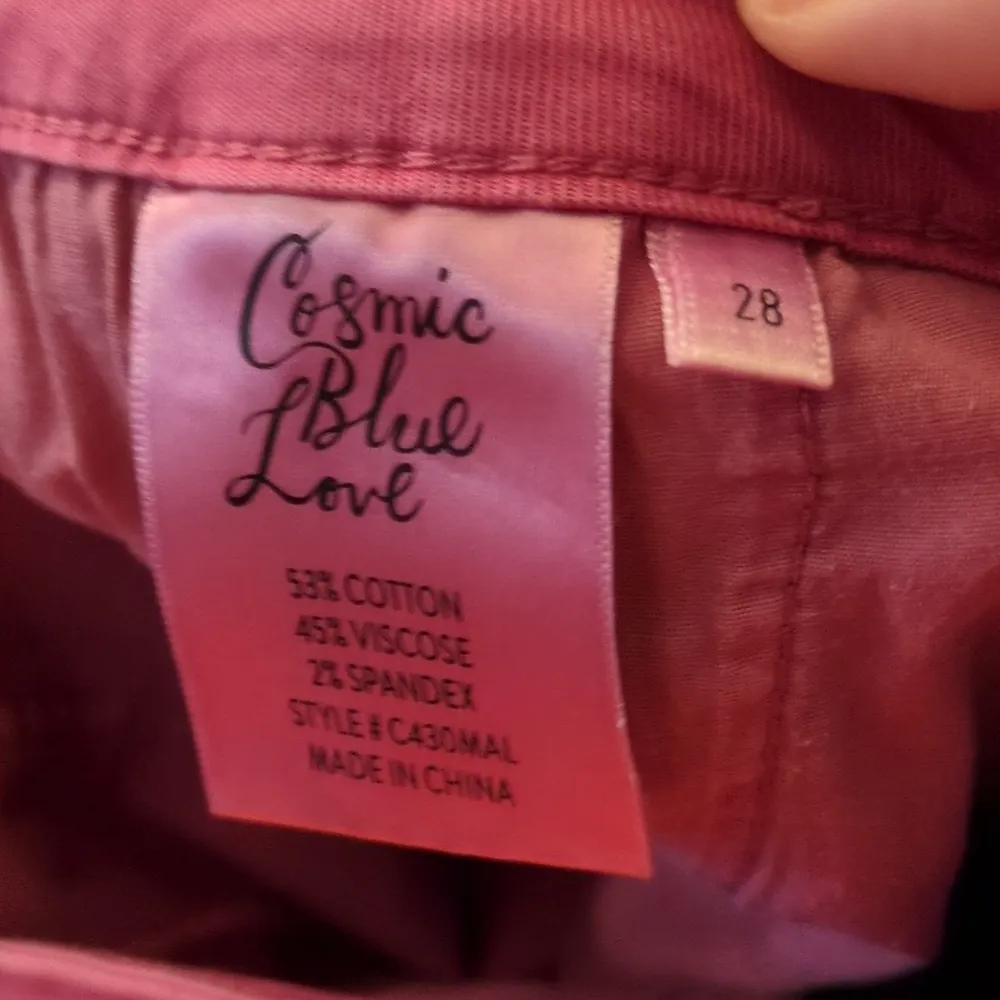 Cosmic
Blue
Love
28
53% COTTON
45% VISCOSE
2% SPANDEX
STYLE # C430MAL
MADE IN CHINA